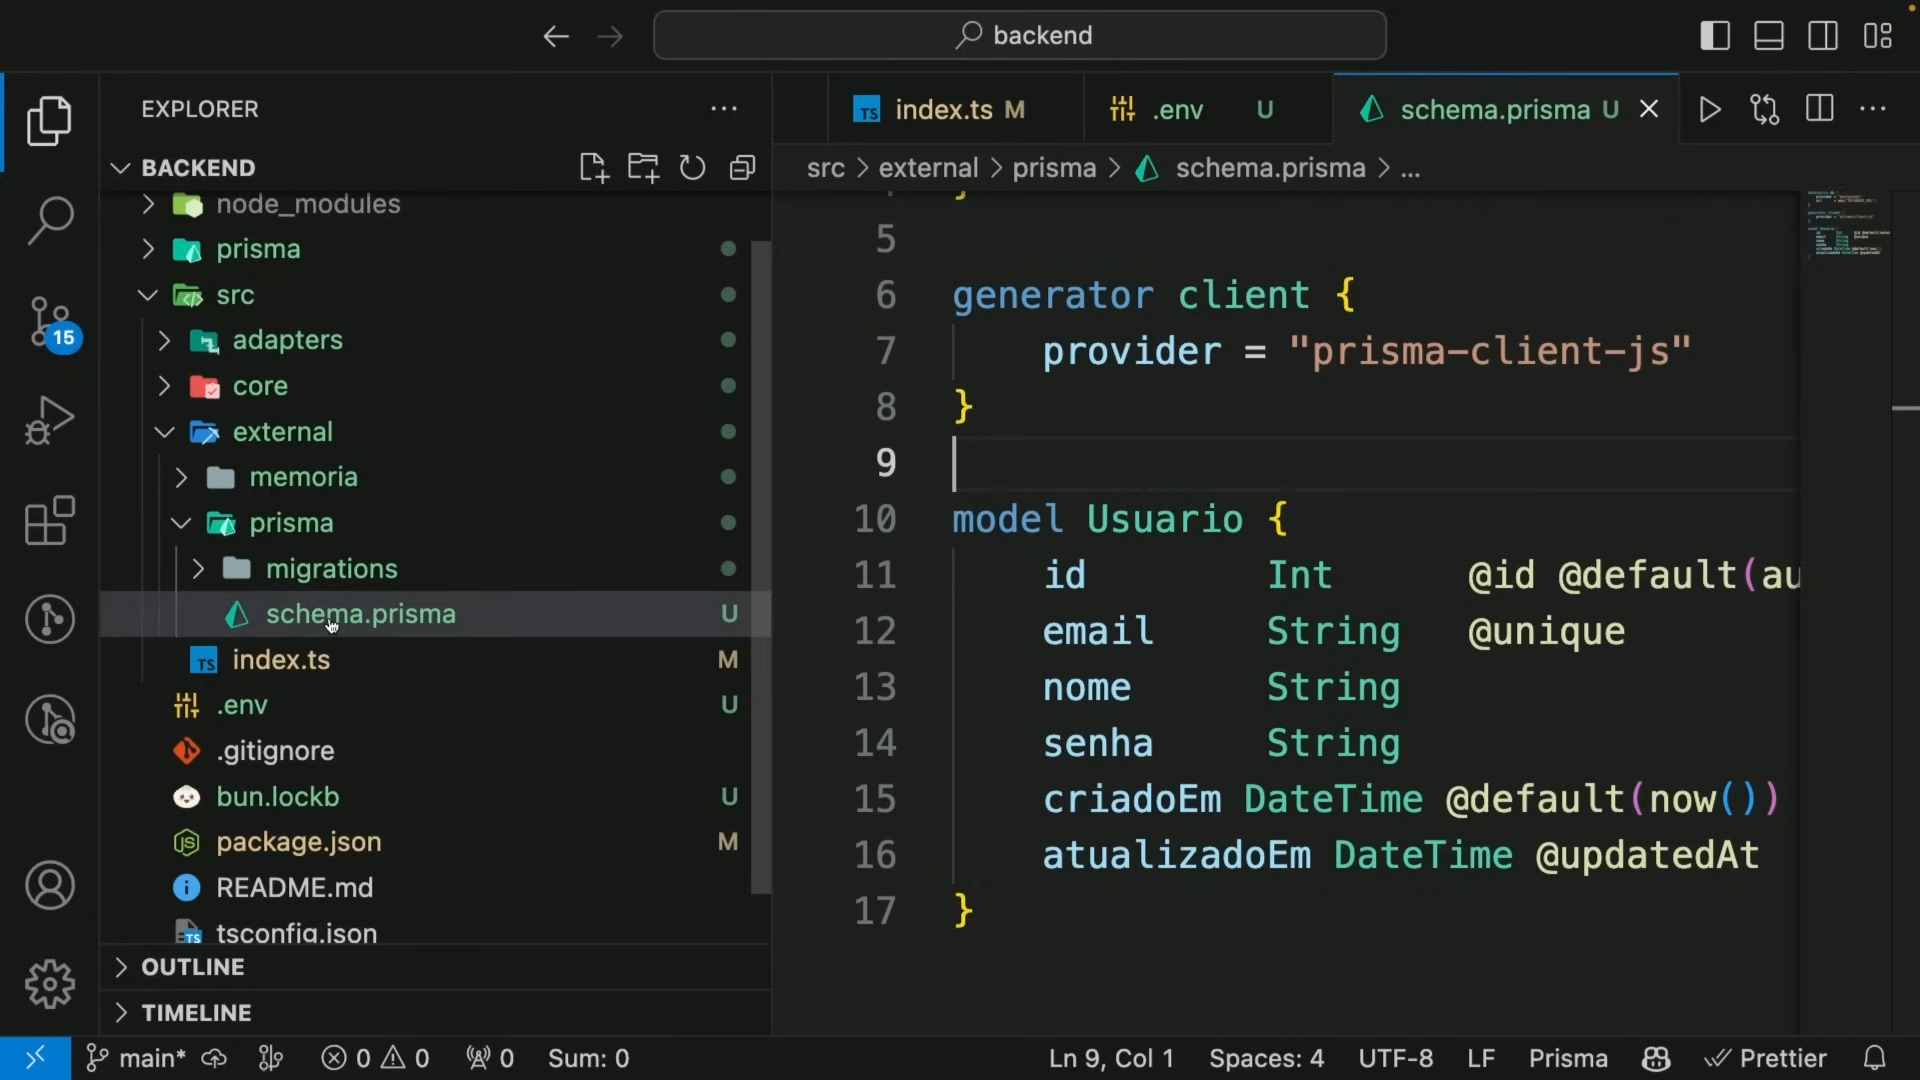 backend
EXPLORER
BACKEND
node_modules
prisma
src
adapters
core
external
memoria
prisma
migrations
schema.prisma U
index.ts M
.env U
.gitignore
bun.lockb U
package.json M
README.md
tsconfig.json
OUTLINE
TIMELINE
15
index.ts M
.env U
schema.prisma U
src > external > prisma > schema.prisma > ...
5
6 generator client {
7 provider = "prisma-client-js"
8 }
9
10 model Usuario {
11 id Int @id @default(au
12 email String @unique
13 nome String
14 senha String
15 criadoEm DateTime @default(now())
16 atualizadoEm DateTime @updatedAt
17 }
main* 0 0 0 Sum: 0 Ln 9, Col 1 Spaces: 4 UTF-8 LF Prisma Prettier